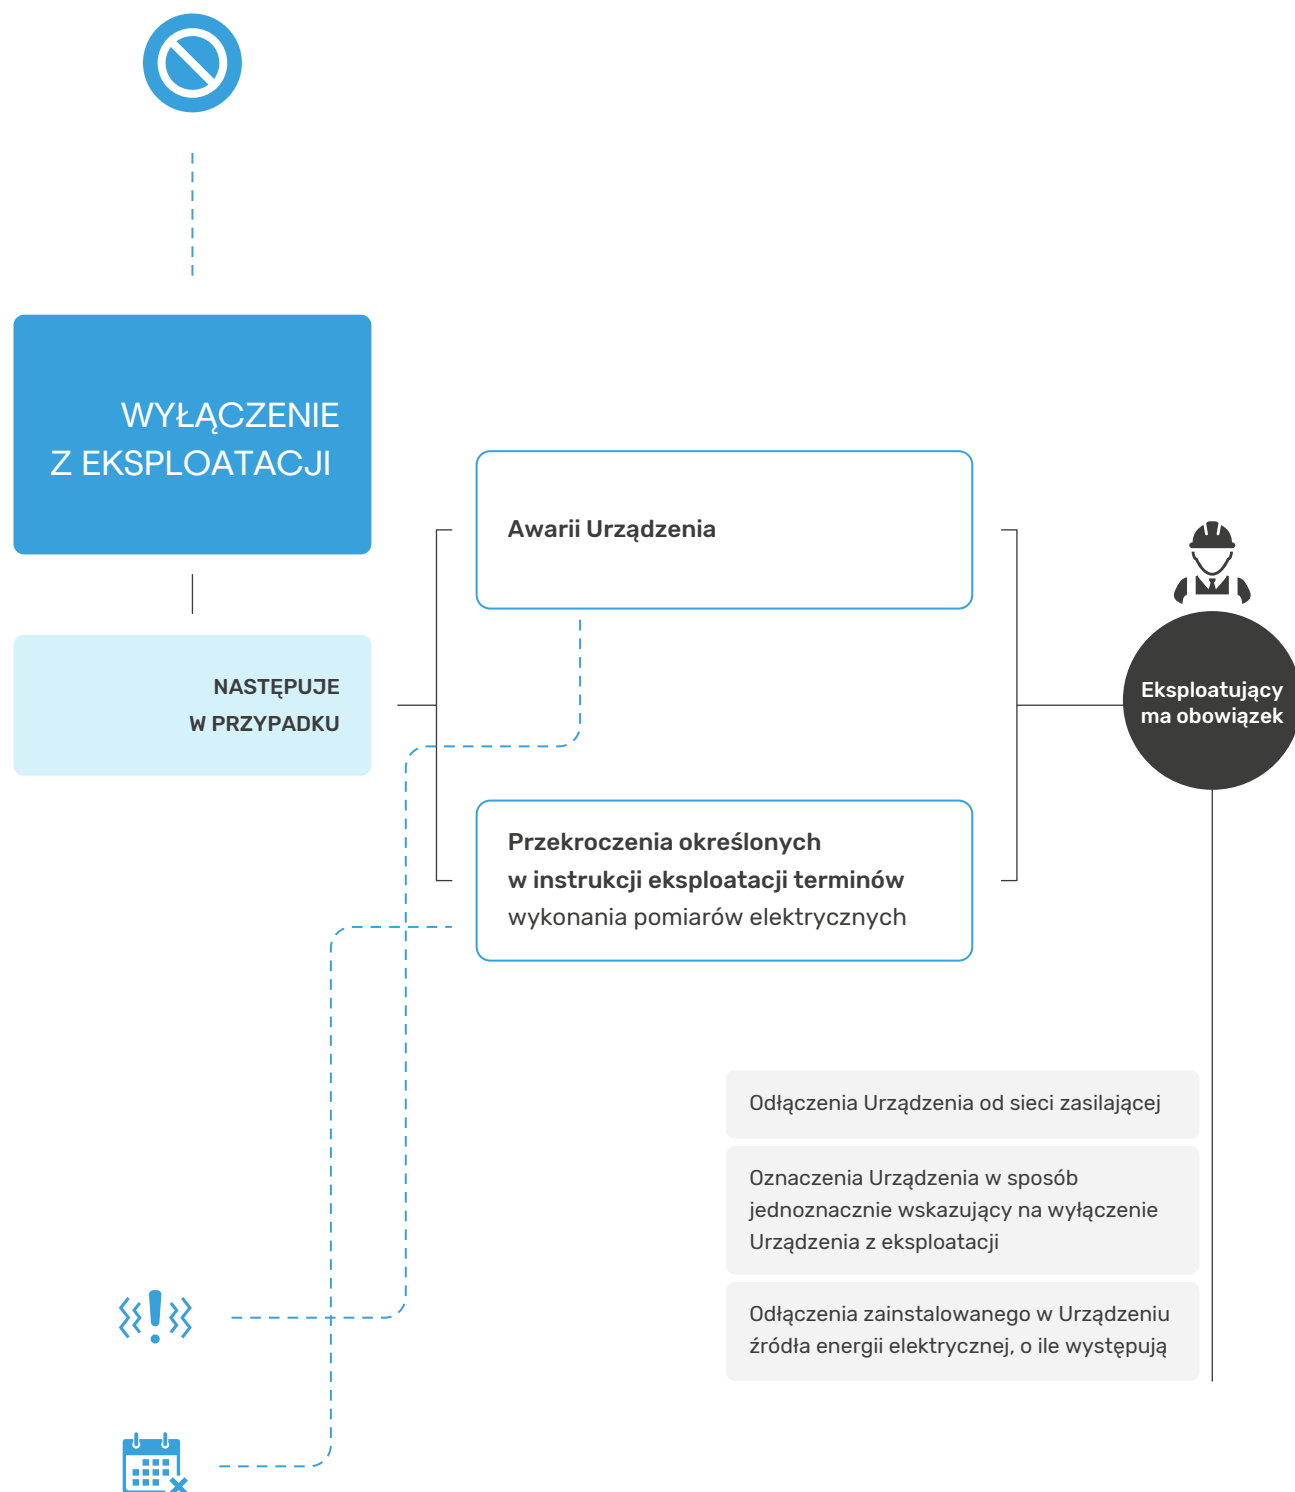 WYŁĄCZENIE
Z EKSPLOATACJI
NASTĘPUJE
W PRZYPADKU
Awarii Urządzenia
Przekroczenia określonych
w instrukcji eksploatacji terminów
wykonania pomiarów elektrycznych
Eksploatujący
ma obowiązek
Odłączenia Urządzenia od sieci zasilającej
Oznaczenia Urządzenia w sposób
jednoznacznie wskazujący na wyłączenie
Urządzenia z eksploatacji
Odłączenia zainstalowanego w Urządzeniu
źródła energii elektrycznej, o ile występują